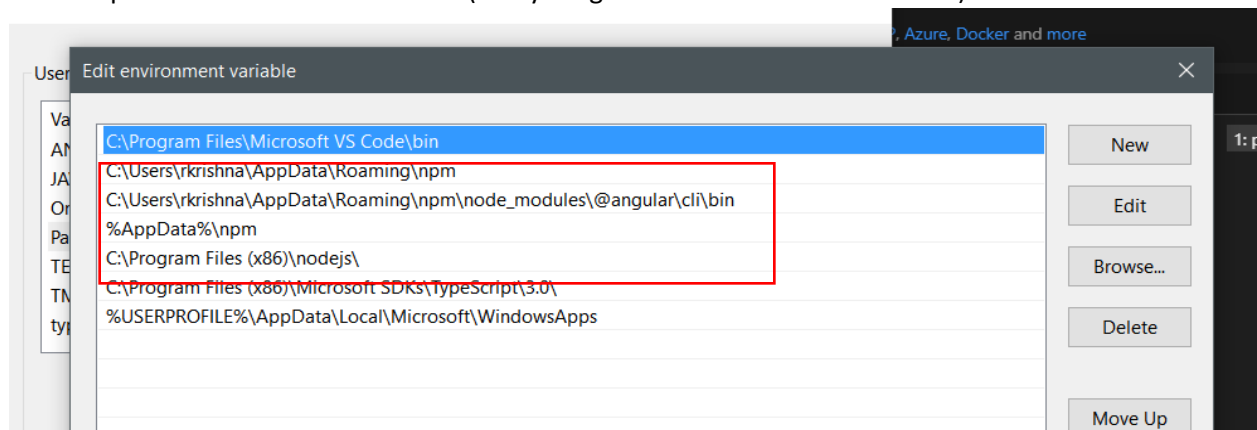 , Azure, Docker and more
User
Edit environment variable
Va
AN
JA
Or
Pa
TE
TM
typ
C:\Program Files\Microsoft VS Code\bin
C:\Users\rkrishna\AppData\Roaming\npm
C:\Users\rkrishna\AppData\Roaming\npm\node_modules\@angular\cli\bin
%AppData%\npm
C:\Program Files (x86)\nodejs\
C:\Program Files (x86)\Microsoft SDKs\TypeScript\3.0\
%USERPROFILE%\AppData\Local\Microsoft\WindowsApps
New
Edit
Browse...
Delete
Move Up
1: p